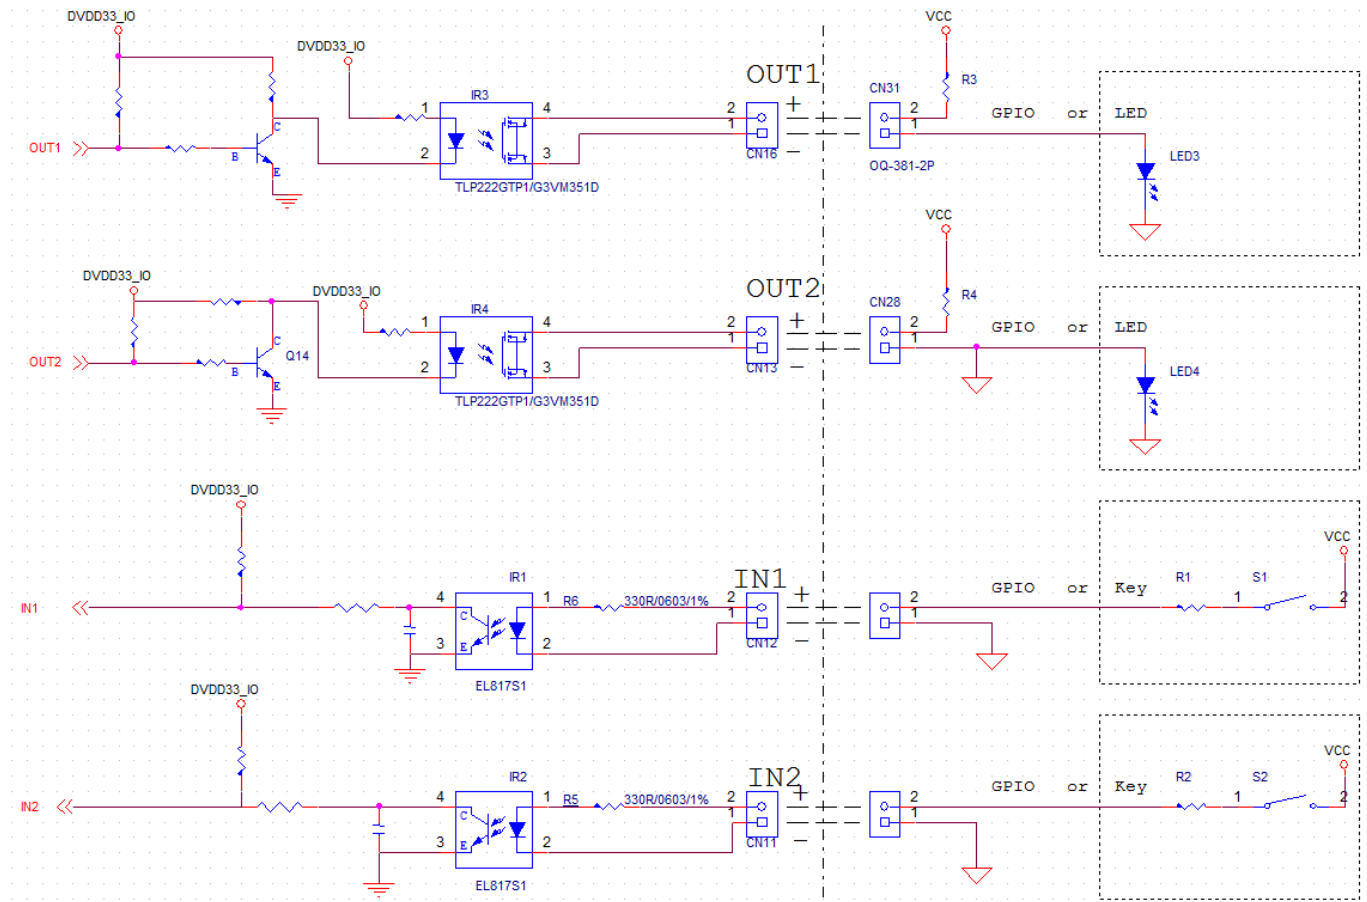 DVDD33_IO
DVDD33_IO
OUT1
C
B
E
1
2
IR3
4
3
TLP222GTP1/G3VM351D
OUT1
2
1
+
−
CN16
VCC
R3
CN31
2
1
OQ-381-2P
GPIO or LED
LED3
DVDD33_IO
DVDD33_IO
OUT2
C
Q14
B
E
1
2
IR4
4
3
TLP222GTP1/G3VM351D
OUT2
2
1
+
−
CN13
VCC
R4
CN28
2
1
GPIO or LED
LED4
DVDD33_IO
IN1
4
3
IR1
C
E
1
2
EL817S1
R6 330R/0603/1%
IN1
2
1
+
−
CN12
2
1
GPIO or Key
R1
S1
1
2
VCC
DVDD33_IO
IN2
4
3
IR2
C
E
1
2
EL817S1
R5 330R/0603/1%
IN2
2
1
+
−
CN11
2
1
GPIO or Key
R2
S2
1
2
VCC